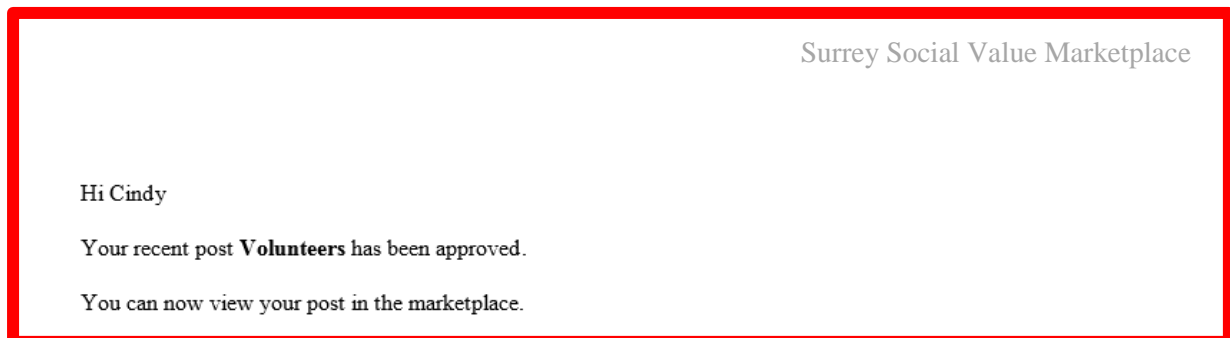 Surrey Social Value Marketplace
Hi Cindy
Your recent post Volunteers has been approved.
You can now view your post in the marketplace.